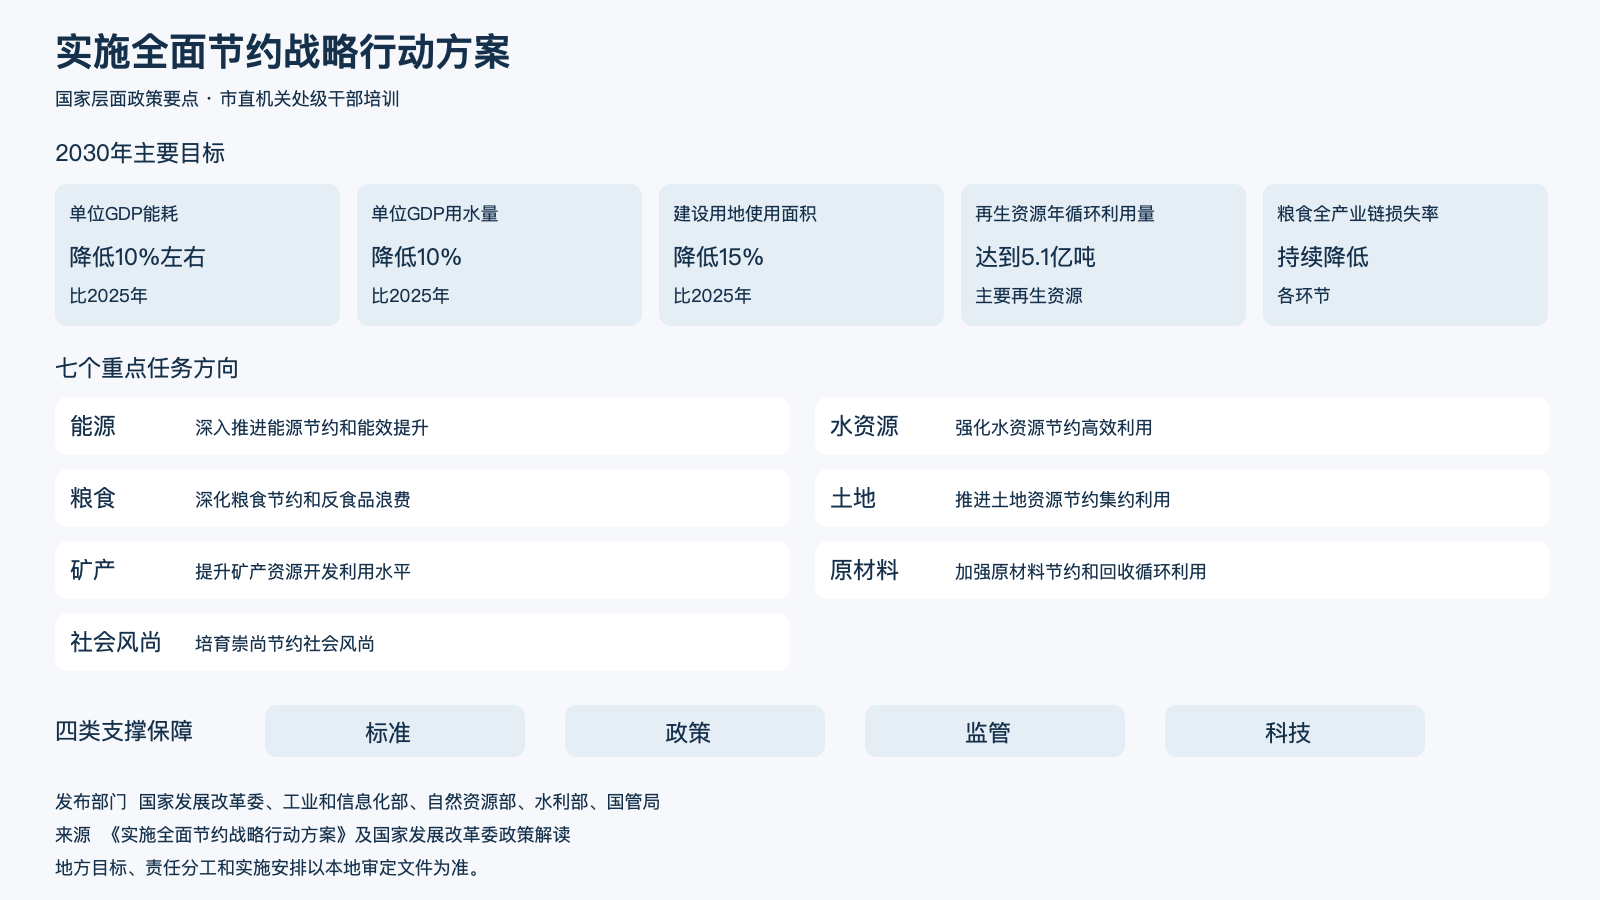 实施全面节约战略行动方案
国家层面政策要点 · 市直机关处级干部培训
2030年主要目标
单位GDP能耗
降低10%左右
比2025年
单位GDP用水量
降低10%
比2025年
建设用地使用面积
降低15%
比2025年
再生资源年循环利用量
达到5.1亿吨
主要再生资源
粮食全产业链损失率
持续降低
各环节
七个重点任务方向
能源 深入推进能源节约和能效提升
水资源 强化水资源节约高效利用
粮食 深化粮食节约和反食品浪费
土地 推进土地资源节约集约利用
矿产 提升矿产资源开发利用水平
原材料 加强原材料节约和回收循环利用
社会风尚 培育崇尚节约社会风尚
四类支撑保障 标准 政策 监管 科技
发布部门 国家发展改革委、工业和信息化部、自然资源部、水利部、国管局
来源 《实施全面节约战略行动方案》及国家发展改革委政策解读
地方目标、责任分工和实施安排以本地审定文件为准。